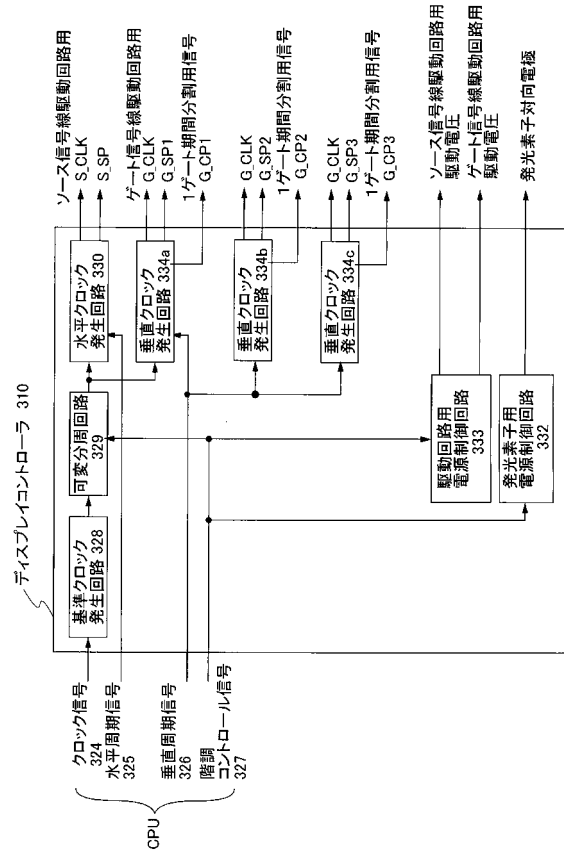 ディスプレイコントローラ 310
CPU
クロック信号
324
水平周期信号
325
垂直周期信号
326
階調
コントロール信号
327
基準クロック
発生回路 328
可変分周回路
329
水平クロック
発生回路 330
垂直クロック
発生回路 334a
垂直クロック
発生回路 334b
垂直クロック
発生回路 334c
駆動回路用
電源制御回路
333
発光素子用
電源制御回路
332
ソース信号線駆動回路用
S_CLK
S_SP
ゲート信号線駆動回路用
G_CLK
G_SP1
1ゲート期間分割用信号
G_CP1
G_CLK
G_SP2
1ゲート期間分割用信号
G_CP2
G_CLK
G_SP3
1ゲート期間分割用信号
G_CP3
ソース信号線駆動回路用
駆動電圧
ゲート信号線駆動回路用
駆動電圧
発光素子対向電極